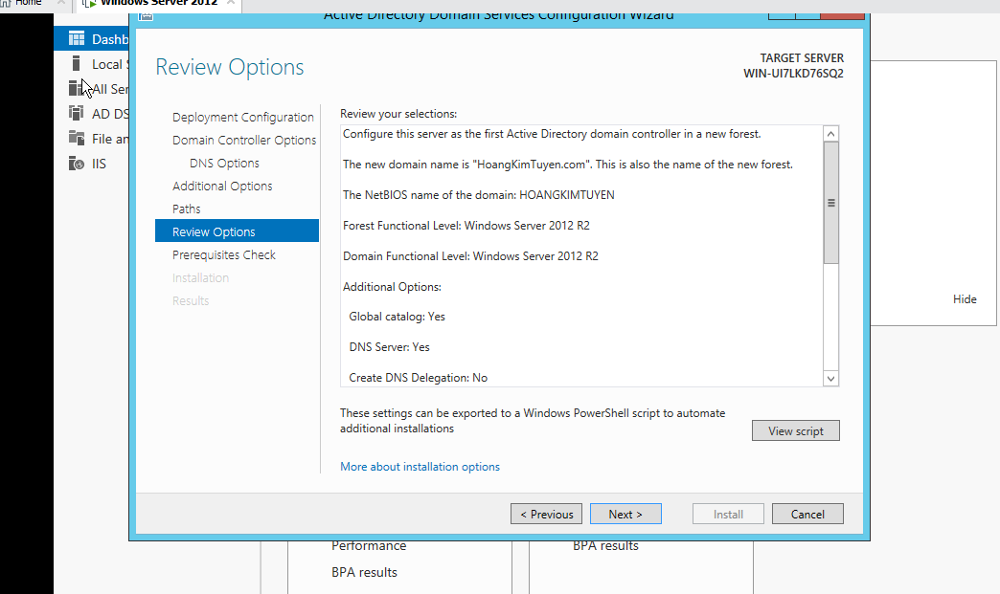 Home
Windows Server 2012
Active Directory Domain Services Configuration Wizard
Dashb
Local S
All Ser
AD DS
File an
IIS
Review Options
TARGET SERVER
WIN-UI7LKD76SQ2
Deployment Configuration
Domain Controller Options
DNS Options
Additional Options
Paths
Review Options
Prerequisites Check
Installation
Results
Review your selections:
Configure this server as the first Active Directory domain controller in a new forest.
The new domain name is "HoangKimTuyen.com". This is also the name of the new forest.
The NetBIOS name of the domain: HOANGKIMTUYEN
Forest Functional Level: Windows Server 2012 R2
Domain Functional Level: Windows Server 2012 R2
Additional Options:
Global catalog: Yes
DNS Server: Yes
Create DNS Delegation: No
These settings can be exported to a Windows PowerShell script to automate
additional installations
View script
More about installation options
< Previous
Next >
Install
Cancel
Hide
Performance
BPA results
BPA results